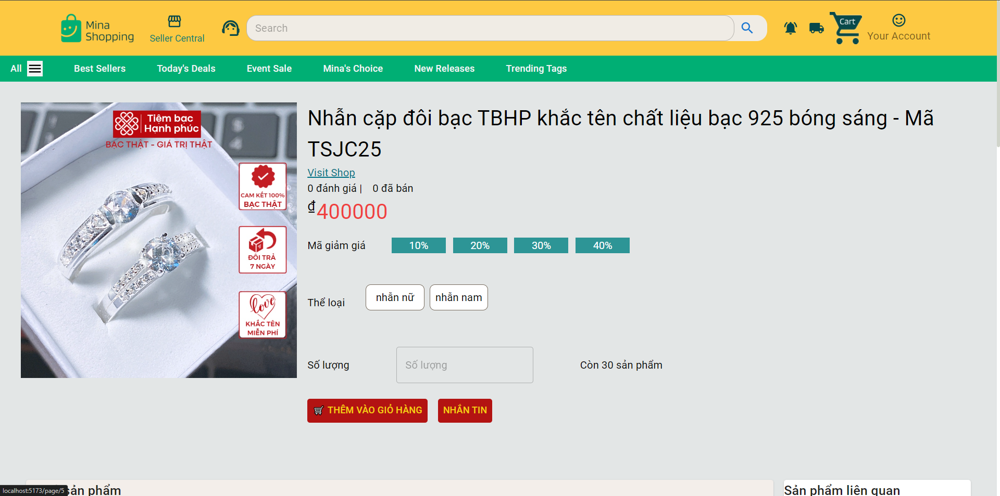 Mina
Shopping
Seller Central
Search
Cart
Your Account
All
Best Sellers
Today's Deals
Event Sale
Mina's Choice
New Releases
Trending Tags
Tiệm bạc
Hạnh phúc
BẠC THẬT - GIÁ TRỊ THẬT
CAM KẾT 100%
BẠC THẬT
ĐỔI TRẢ
7 NGÀY
love
KHẮC TÊN
MIỄN PHÍ
Nhẫn cặp đôi bạc TBHP khắc tên chất liệu bạc 925 bóng sáng - Mã
TSJC25
Visit Shop
0 đánh giá | 0 đã bán
₫400000
Mã giảm giá 10% 20% 30% 40%
Thể loại nhẫn nữ nhẫn nam
Số lượng Số lượng Còn 30 sản phẩm
THÊM VÀO GIỎ HÀNG NHẮN TIN
sản phẩm
Sản phẩm liên quan
localhost:5173/page/5